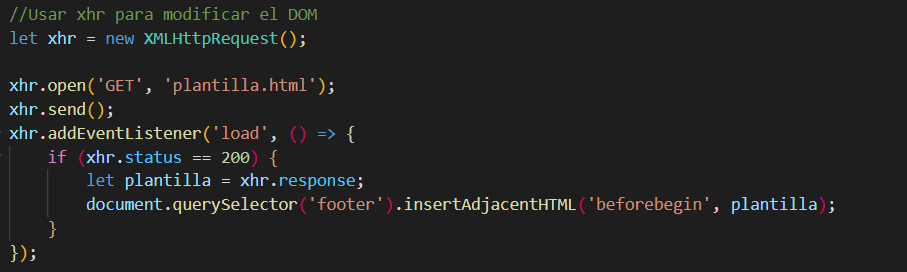 //Usar xhr para modificar el DOM
let xhr = new XMLHttpRequest();

xhr.open('GET', 'plantilla.html');
xhr.send();
xhr.addEventListener('load', () => {
    if (xhr.status == 200) {
        let plantilla = xhr.response;
        document.querySelector('footer').insertAdjacentHTML('beforebegin', plantilla);
    }
});